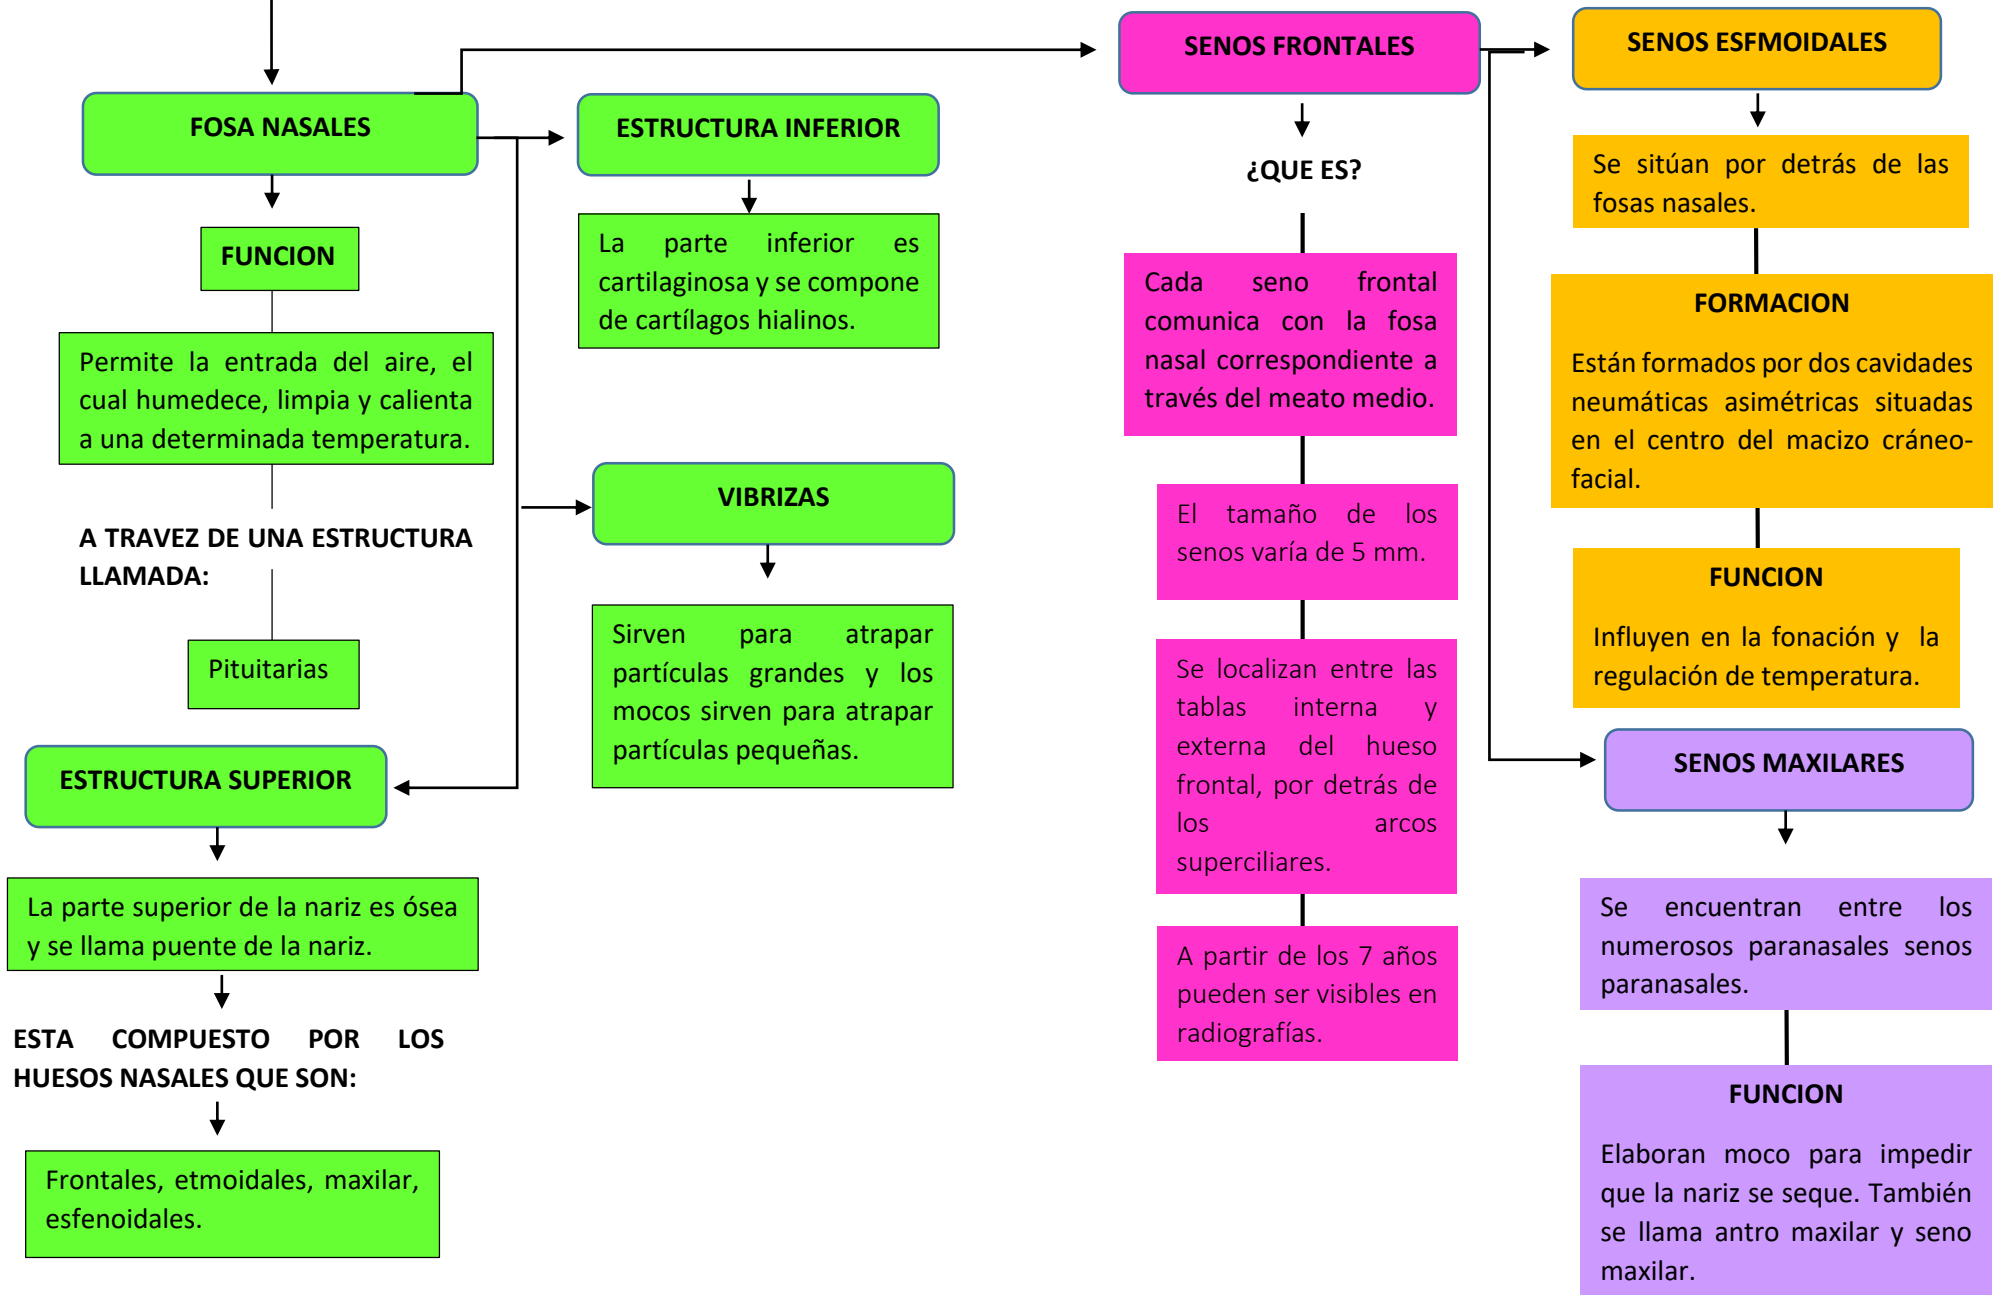 FOSA NASALES
FUNCION
Permite la entrada del aire, el
cual humedece, limpia y calienta
a una determinada temperatura.
A TRAVEZ DE UNA ESTRUCTURA
LLAMADA:
Pituitarias
ESTRUCTURA SUPERIOR
La parte superior de la nariz es ósea
y se llama puente de la nariz.
ESTA COMPUESTO POR LOS
HUESOS NASALES QUE SON:
Frontales, etmoidales, maxilar,
esfenoidales.
ESTRUCTURA INFERIOR
La parte inferior es
cartilaginosa y se compone
de cartílagos hialinos.
VIBRIZAS
Sirven para atrapar
partículas grandes y los
mocos sirven para atrapar
partículas pequeñas.
SENOS FRONTALES
¿QUE ES?
Cada seno frontal
comunica con la fosa
nasal correspondiente a
través del meato medio.
El tamaño de los
senos varía de 5 mm.
Se localizan entre las
tablas interna y
externa del hueso
frontal, por detrás de
los arcos
superciliares.
A partir de los 7 años
pueden ser visibles en
radiografías.
SENOS ESFMOIDALES
Se sitúan por detrás de las
fosas nasales.
FORMACION
Están formados por dos cavidades
neumáticas asimétricas situadas
en el centro del macizo cráneo-
facial.
FUNCION
Influyen en la fonación y la
regulación de temperatura.
SENOS MAXILARES
Se encuentran entre los
numerosos paranasales senos
paranasales.
FUNCION
Elaboran moco para impedir
que la nariz se seque. También
se llama antro maxilar y seno
maxilar.